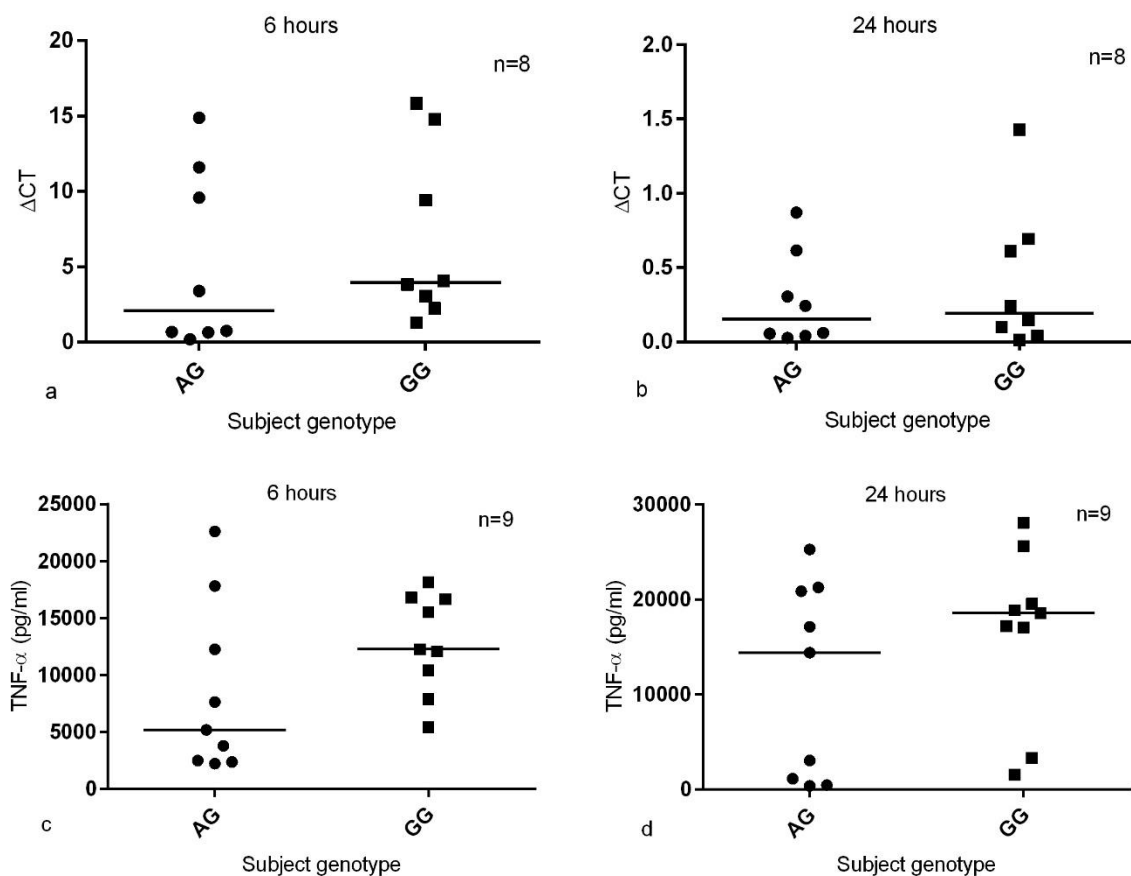 6 hours
n=8
20
15
10
5
0
ΔCT
AG
GG
a
Subject genotype
24 hours
n=8
2.0
1.5
1.0
0.5
0.0
ΔCT
AG
GG
b
Subject genotype
6 hours
n=9
25000
20000
15000
10000
5000
0
TNF-α (pg/ml)
AG
GG
c
Subject genotype
24 hours
n=9
30000
20000
10000
0
TNF-α (pg/ml)
AG
GG
d
Subject genotype